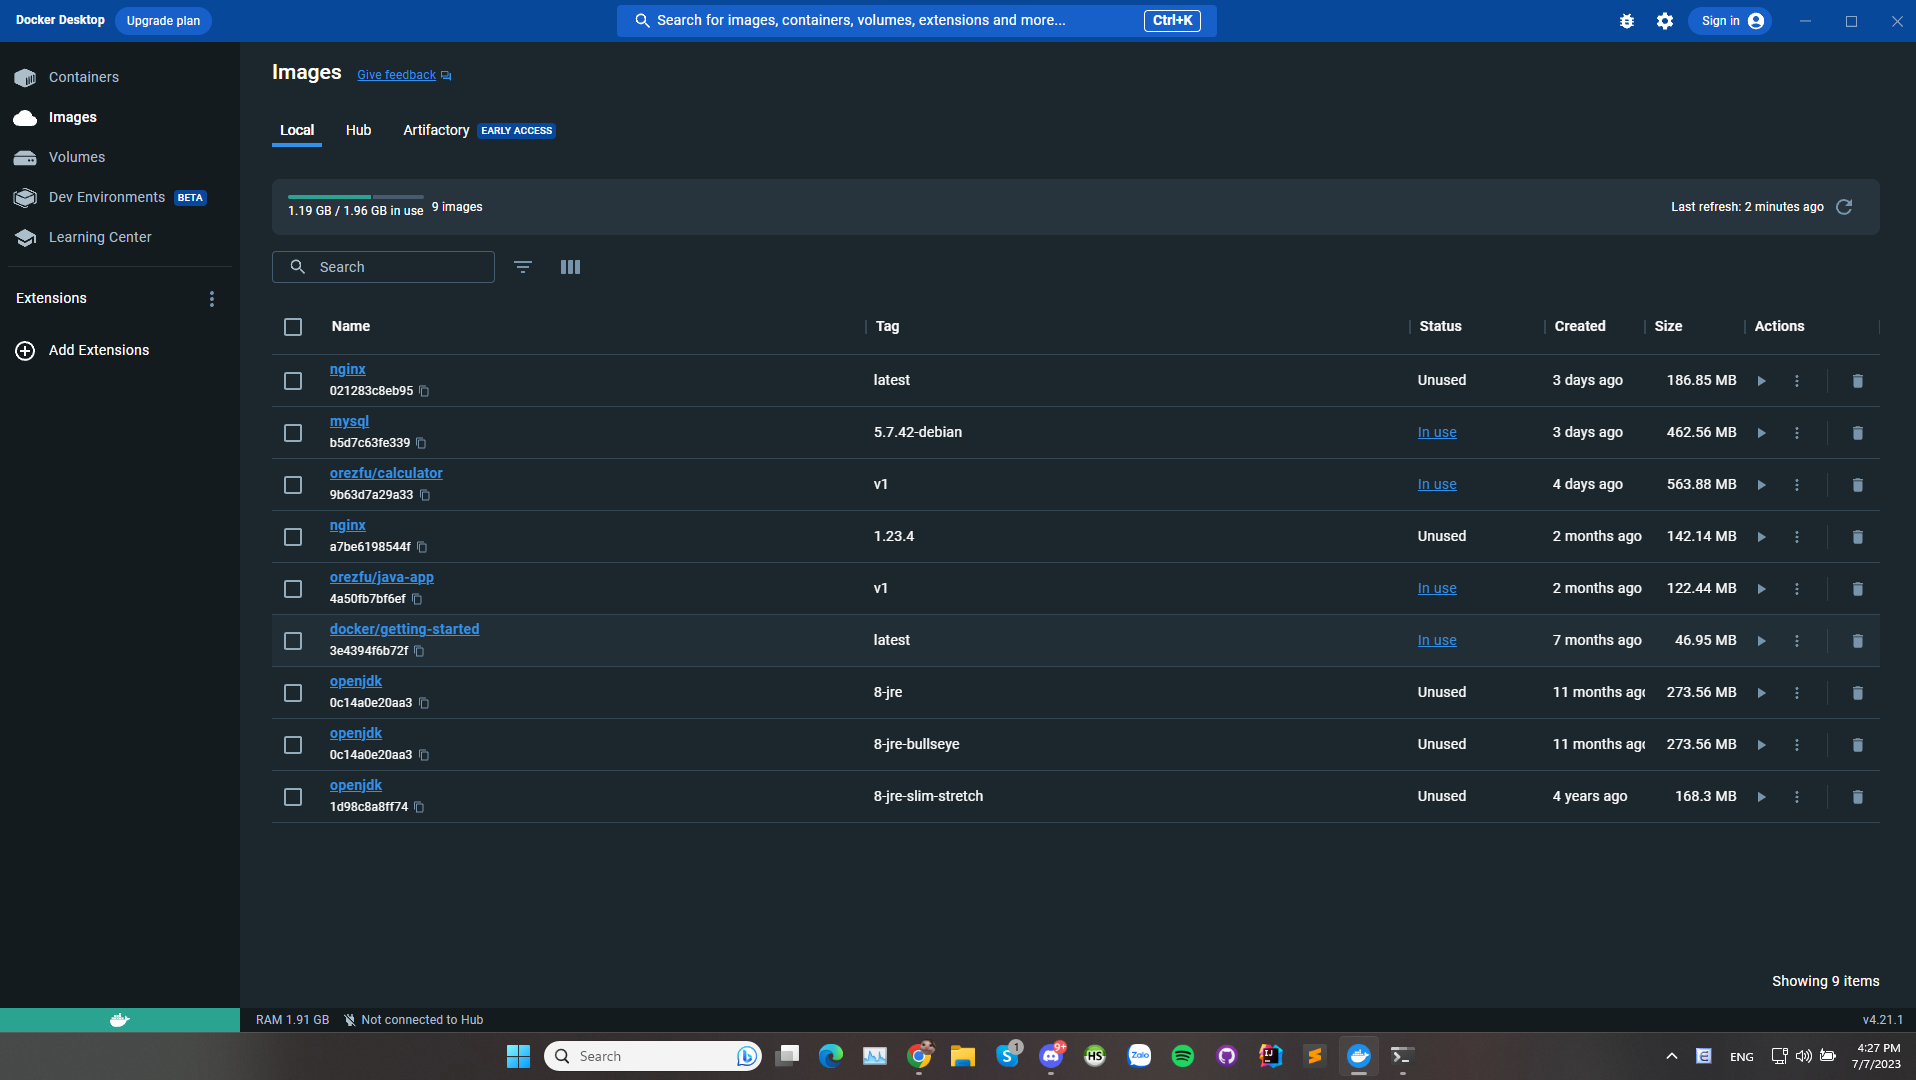 Docker Desktop Upgrade plan Search for images, containers, volumes, extensions and more... Ctrl+K Sign in
Containers
Images
Volumes
Dev Environments BETA
Learning Center
Extensions
Add Extensions
Images Give feedback
Local Hub Artifactory EARLY ACCESS
1.19 GB / 1.96 GB in use 9 images Last refresh: 2 minutes ago
Search
Name Tag Status Created Size Actions
nginx
021283c8eb95 latest Unused 3 days ago 186.85 MB
mysql
b5d7c63fe339 5.7.42-debian In use 3 days ago 462.56 MB
orezfu/calculator
9b63d7a29a33 v1 In use 4 days ago 563.88 MB
nginx
a7be6198544f 1.23.4 Unused 2 months ago 142.14 MB
orezfu/java-app
4a50fb7bf6ef v1 In use 2 months ago 122.44 MB
docker/getting-started
3e4394f6b72f latest In use 7 months ago 46.95 MB
openjdk
0c14a0e20aa3 8-jre Unused 11 months ago 273.56 MB
openjdk
0c14a0e20aa3 8-jre-bullseye Unused 11 months ago 273.56 MB
openjdk
1d98c8a8ff74 8-jre-slim-stretch Unused 4 years ago 168.3 MB
Showing 9 items
RAM 1.91 GB Not connected to Hub v4.21.1
Search 1 9+ HS Zalo ENG 4:27 PM
7/7/2023